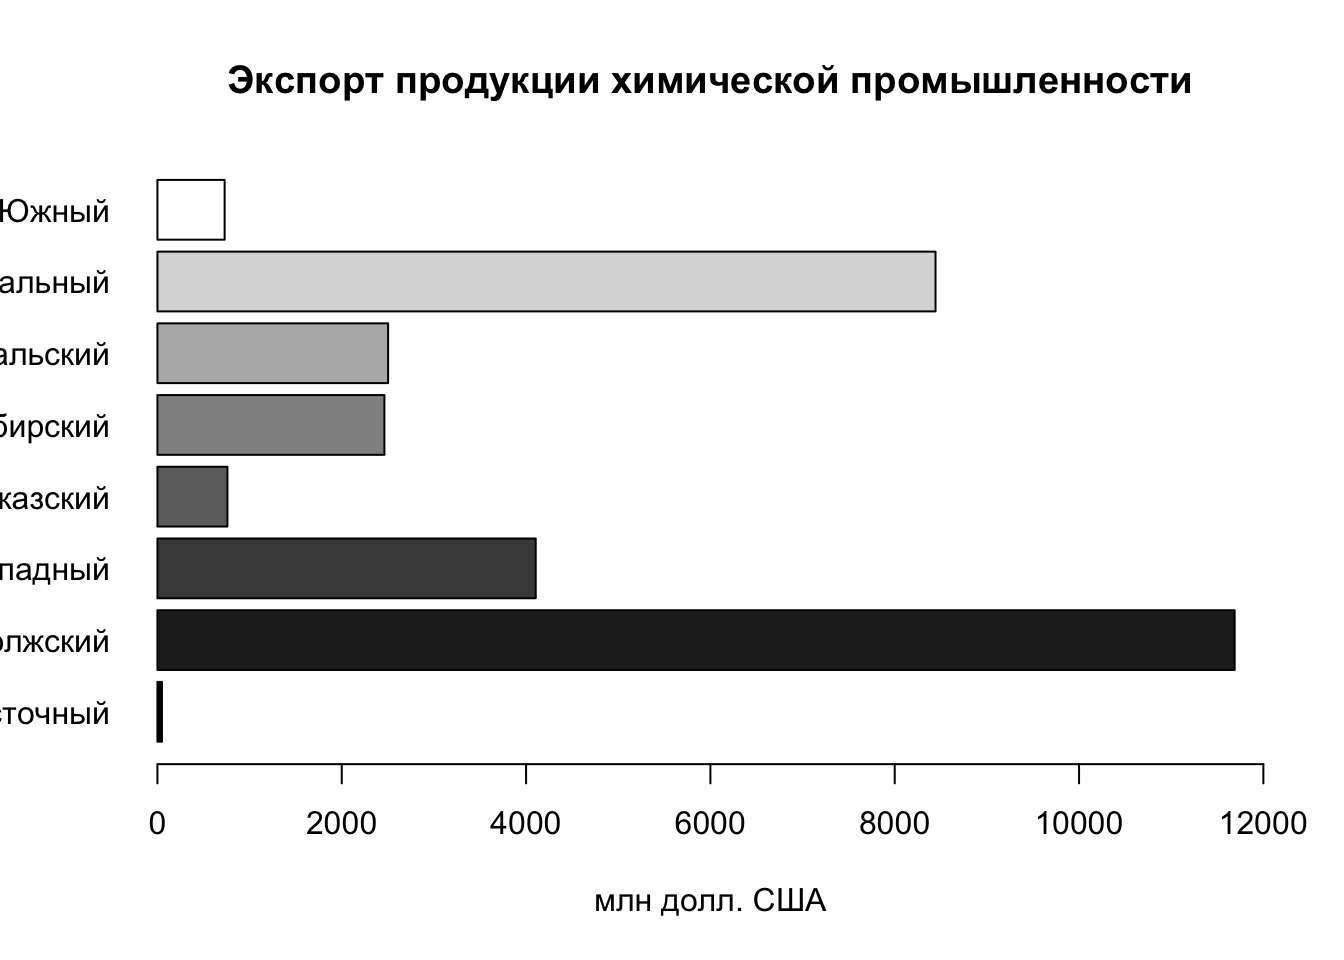 Экспорт продукции химической промышленности
Южный
альный
альский
бирский
казский
падный
олжский
сточный
0 2000 4000 6000 8000 10000 12000
млн долл. США